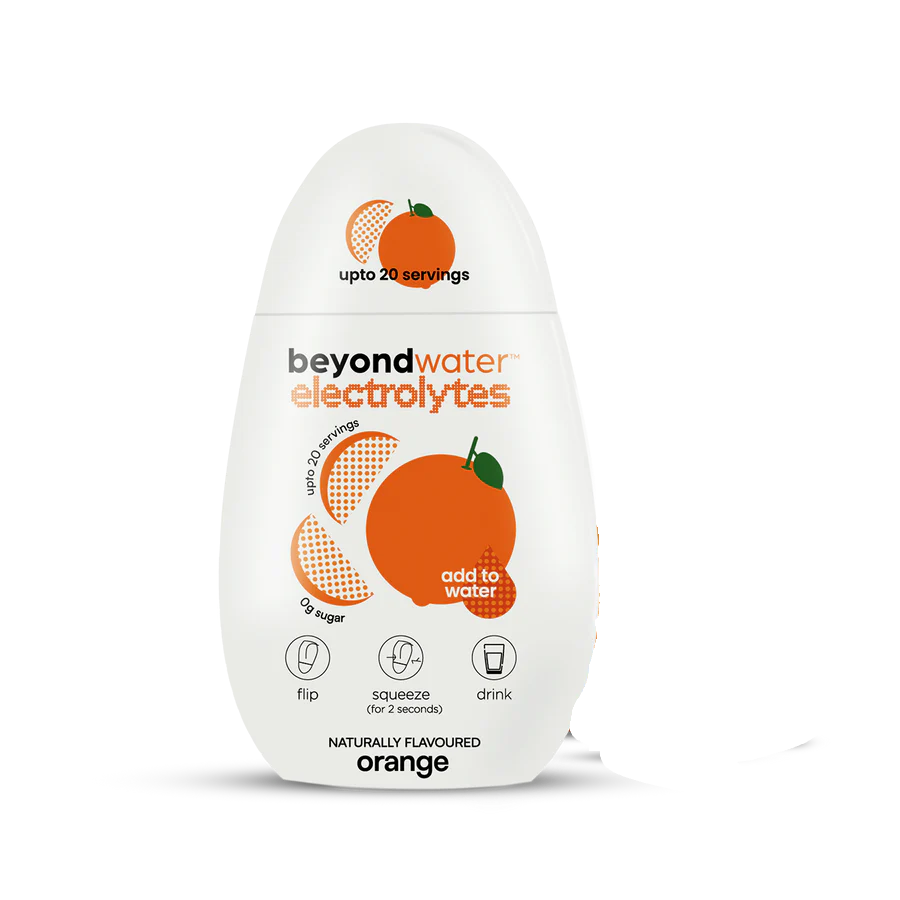 upto 20 servings
beyondwater™
electrolytes
upto 20 servings
add to
water
0g sugar
flip
squeeze
(for 2 seconds)
drink
NATURALLY FLAVOURED
orange